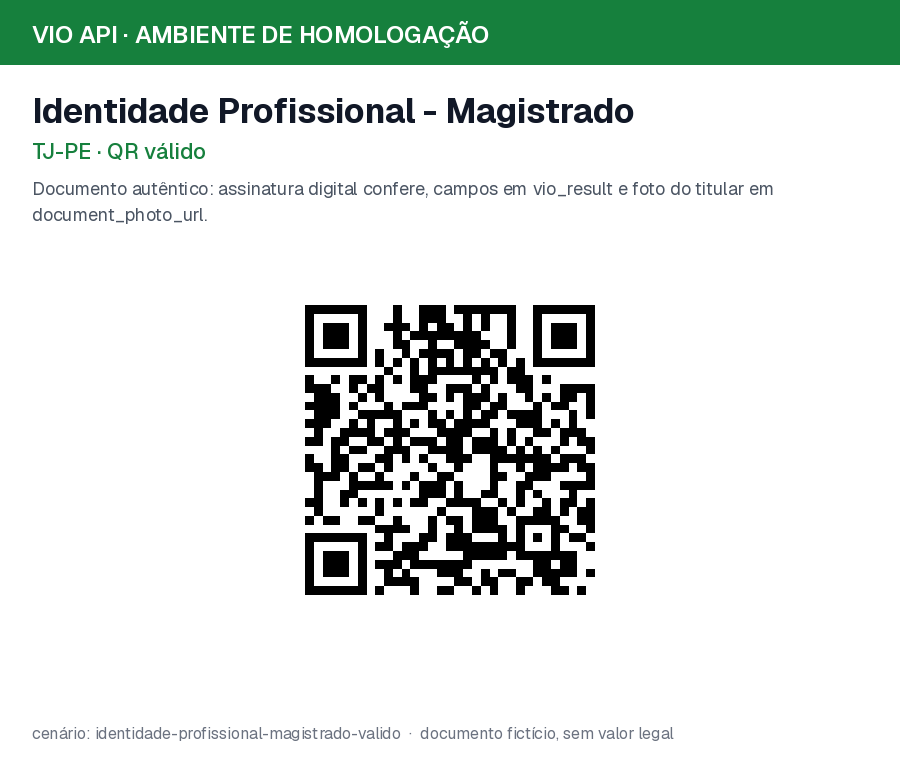 VIO API · AMBIENTE DE HOMOLOGAÇÃO
Identidade Profissional - Magistrado
TJ-PE · QR válido
Documento autêntico: assinatura digital confere, campos em vio_result e foto do titular em
document_photo_url.
cenário: identidade-profissional-magistrado-valido · documento fictício, sem valor legal